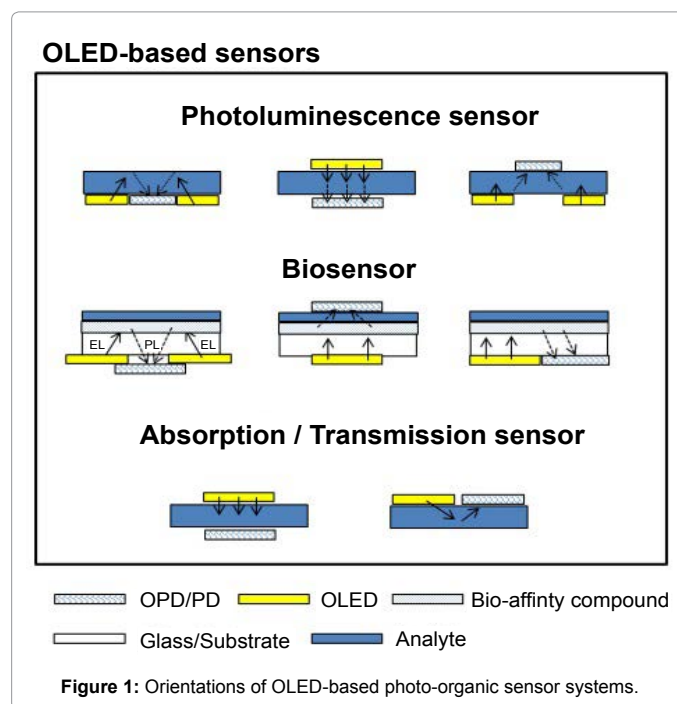 OLED-based sensors
Photoluminescence sensor
Biosensor
EL PL EL
Absorption / Transmission sensor
OPD/PD OLED Bio-affinty compound
Glass/Substrate Analyte
Figure 1: Orientations of OLED-based photo-organic sensor systems.